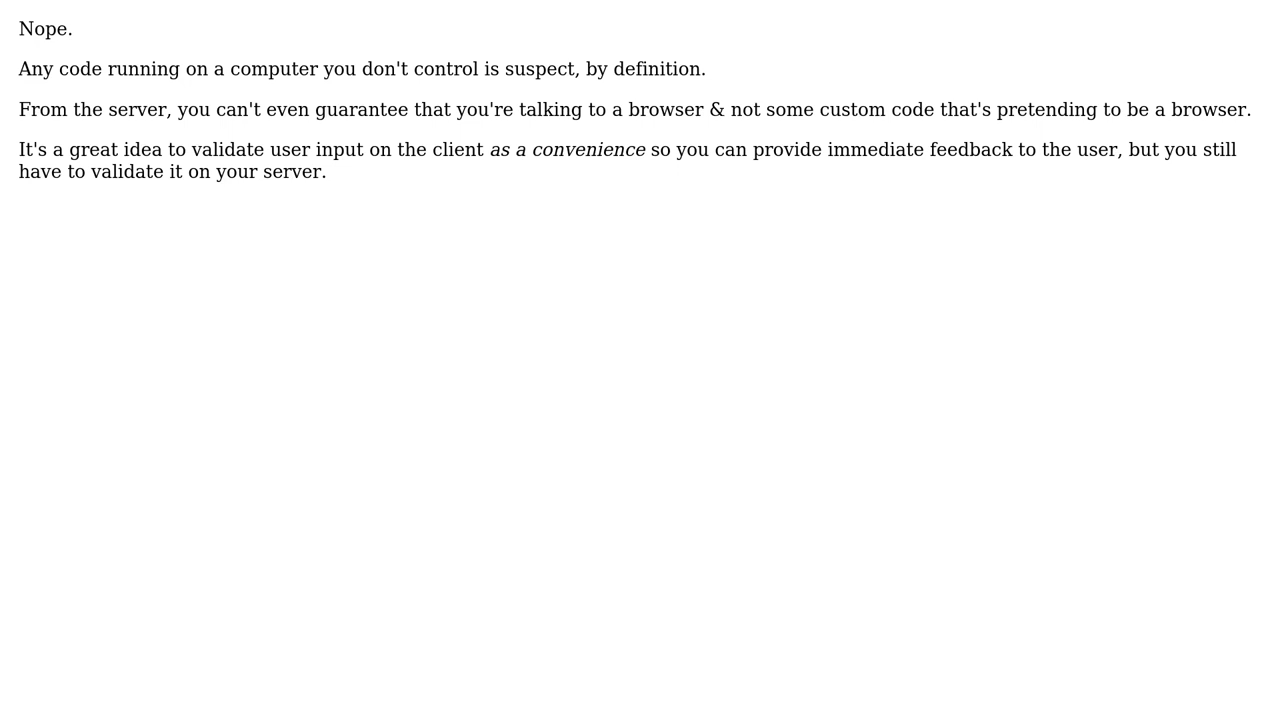 Nope.
Any code running on a computer you don't control is suspect, by definition.
From the server, you can't even guarantee that you're talking to a browser & not some custom code that's pretending to be a browser.
It's a great idea to validate user input on the client as a convenience so you can provide immediate feedback to the user, but you still
have to validate it on your server.